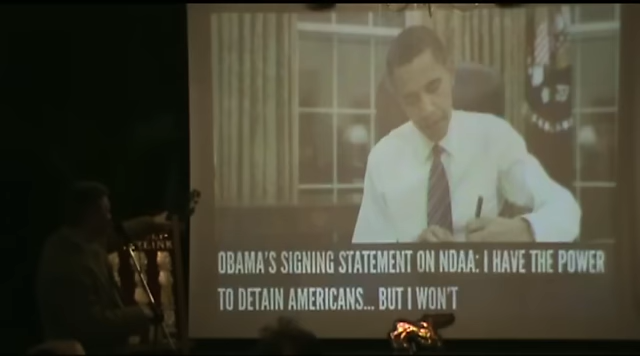 OBAMA'S SIGNING STATEMENT ON NDAA: I HAVE THE POWER
TO DETAIN AMERICANS... BUT I WON'T